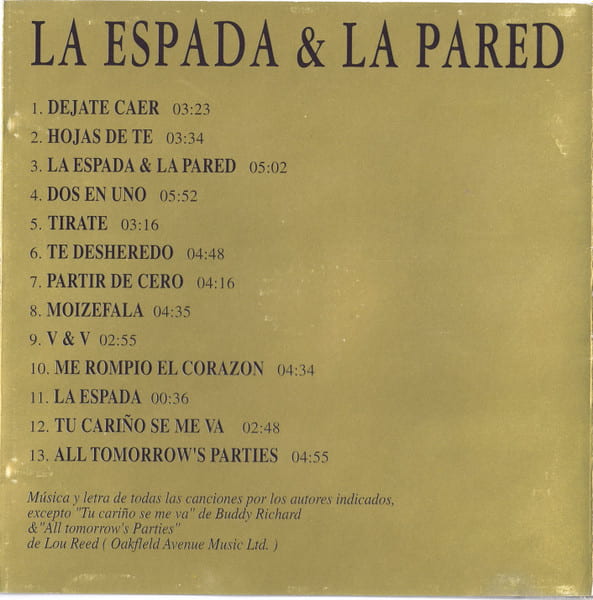 LA ESPADA & LA PARED
1. DEJATE CAER 03:23
2. HOJAS DE TE 03:34
3. LA ESPADA & LA PARED 05:02
4. DOS EN UNO 05:52
5. TIRATE 03:16
6. TE DESHEREDO 04:48
7. PARTIR DE CERO 04:16
8. MOIZEFALA 04:35
9. V & V 02:55
10. ME ROMPIO EL CORAZON 04:34
11. LA ESPADA 00:36
12. TU CARIÑO SE ME VA 02:48
13. ALL TOMORROW'S PARTIES 04:55
Música y letra de todas las canciones por los autores indicados,
excepto "Tu cariño se me va" de Buddy Richard
&"All tomorrow's Parties"
de Lou Reed ( Oakfleld Avenue Music Ltd. )